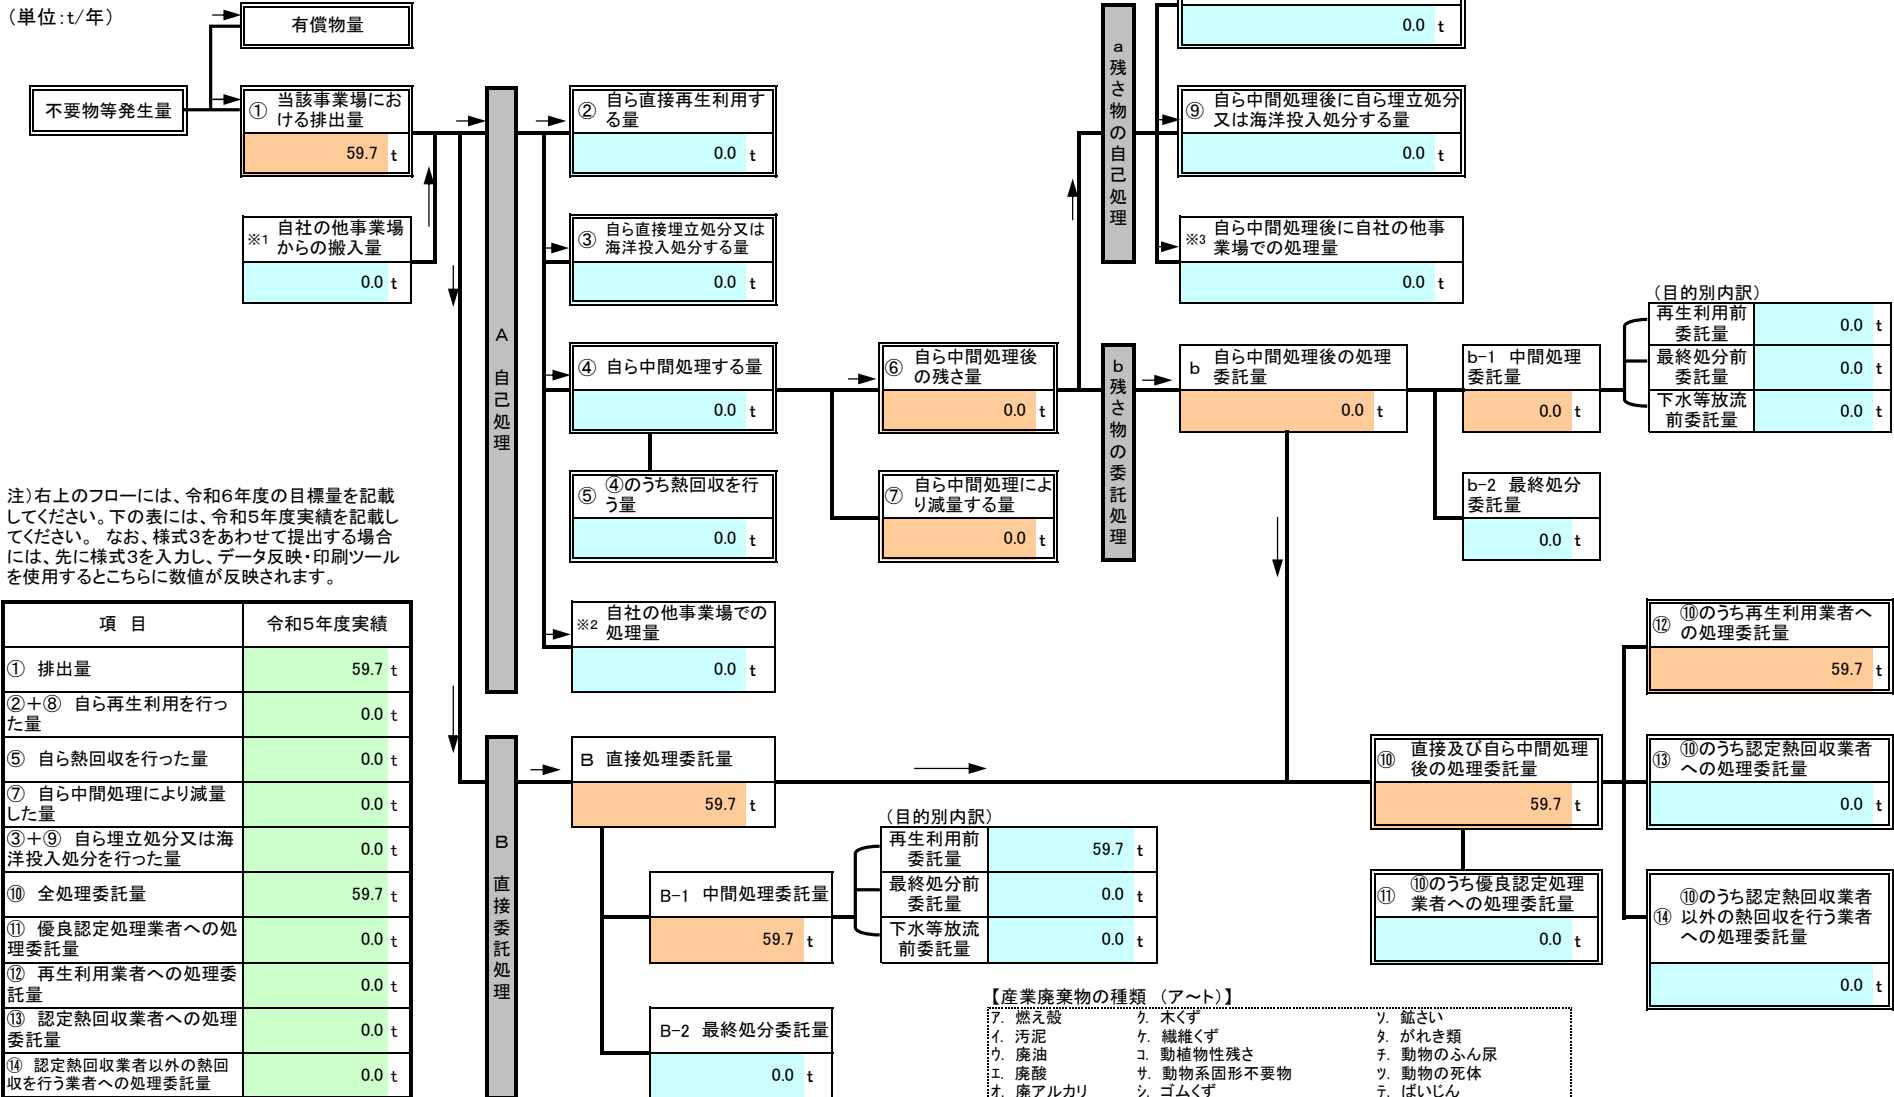 (単位:t/年)
有償物量
不要物等発生量
① 当該事業場にお
ける排出量
59.7 t
※1 自社の他事業場
からの搬入量
0.0 t
A 自己処理
② 自ら直接再生利用す
る量
0.0 t
③ 自ら直接埋立処分又は
海洋投入処分する量
0.0 t
④ 自ら中間処理する量
0.0 t
⑤ ④のうち熱回収を行
う量
0.0 t
※2 自社の他事業場での
処理量
0.0 t
⑥ 自ら中間処理後
の残さ量
0.0 t
⑦ 自ら中間処理によ
り減量する量
0.0 t
a 残さ物の自己処理
0.0 t
⑨ 自ら中間処理後に自ら埋立処分
又は海洋投入処分する量
0.0 t
※3 自ら中間処理後に自社の他事
業場での処理量
0.0 t
b 残さ物の委託処理
b 自ら中間処理後の処理
委託量
0.0 t
b-1 中間処理
委託量
0.0 t
(目的別内訳)
再生利用前
委託量
0.0 t
最終処分前
委託量
0.0 t
下水等放流
前委託量
0.0 t
b-2 最終処分
委託量
0.0 t
注)右上のフローには、令和6年度の目標量を記載
してください。下の表には、令和5年度実績を記載し
てください。 なお、様式3をあわせて提出する場合
には、先に様式3を入力し、データ反映・印刷ツール
を使用するとこちらに数値が反映されます。
項 目 令和5年度実績
① 排出量 59.7 t
②+⑧ 自ら再生利用を行っ
た量 0.0 t
⑤ 自ら熱回収を行った量 0.0 t
⑦ 自ら中間処理により減量
した量 0.0 t
③+⑨ 自ら埋立処分又は海
洋投入処分を行った量 0.0 t
⑩ 全処理委託量 59.7 t
⑪ 優良認定処理業者への処
理委託量 0.0 t
⑫ 再生利用業者への処理委
託量 0.0 t
⑬ 認定熱回収業者への処理
委託量 0.0 t
⑭ 認定熱回収業者以外の熱回
収を行う業者への処理委託量 0.0 t
B 直接委託処理
B 直接処理委託量
59.7 t
B-1 中間処理委託量
59.7 t
(目的別内訳)
再生利用前
委託量
59.7 t
最終処分前
委託量
0.0 t
下水等放流
前委託量
0.0 t
B-2 最終処分委託量
0.0 t
⑩ 直接及び自ら中間処理
後の処理委託量
59.7 t
⑪ ⑩のうち優良認定処理
業者への処理委託量
0.0 t
⑫ ⑩のうち再生利用業者へ
の処理委託量
59.7 t
⑬ ⑩のうち認定熱回収業者
への処理委託量
0.0 t
⑭ ⑩のうち認定熱回収業者
以外の熱回収を行う業者
への処理委託量
0.0 t
【産業廃棄物の種類 (ア~ト)】
ア. 燃え殻 ク. 木くず ソ. 鉱さい
イ. 汚泥 ケ. 繊維くず タ. がれき類
ウ. 廃油 コ. 動植物性残さ チ. 動物のふん尿
エ. 廃酸 サ. 動物系固形不要物 ツ. 動物の死体
オ. 廃アルカリ シ. ゴムくず テ. ばいじん